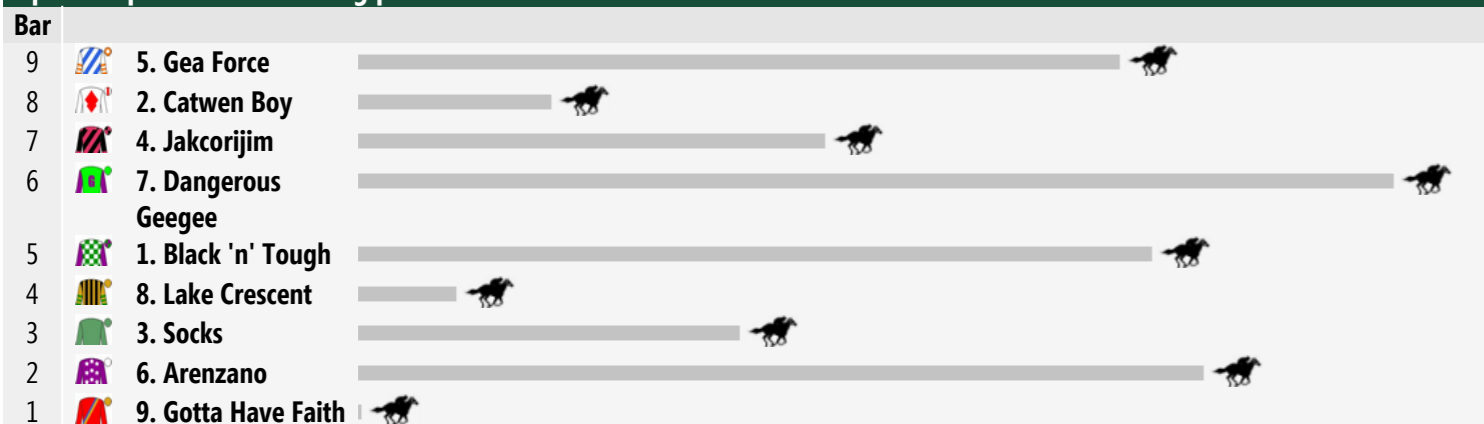 Bar
9 5. Gea Force
8 2. Catwen Boy
7 4. Jakcorijim
6 G 7. Dangerous
Geegee
5 1. Black 'n' Tough
4 8. Lake Crescent
3 3. Socks
2 6. Arenzano
1 9. Gotta Have Faith